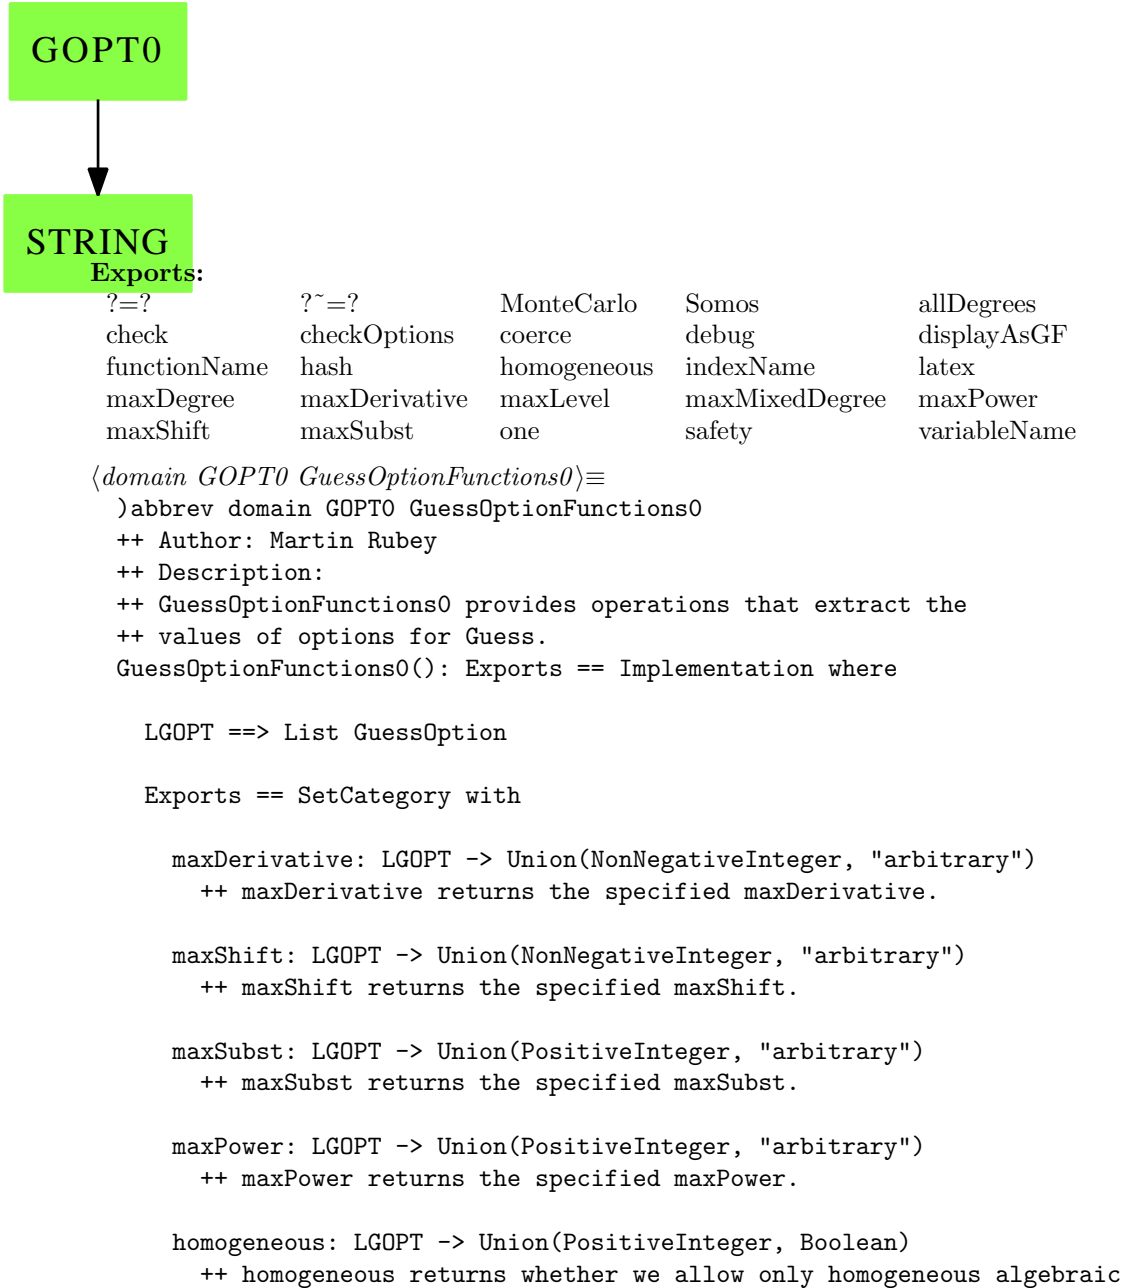 GOPT0
STRING
Exports:
?=? ?~=? MonteCarlo Somos allDegrees
check checkOptions coerce debug displayAsGF
functionName hash homogeneous indexName latex
maxDegree maxDerivative maxLevel maxMixedDegree maxPower
maxShift maxSubst one safety variableName
⟨domain GOPT0 GuessOptionFunctions0⟩≡
)abbrev domain GOPT0 GuessOptionFunctions0
++ Author: Martin Rubey
++ Description:
++ GuessOptionFunctions0 provides operations that extract the
++ values of options for Guess.
GuessOptionFunctions0(): Exports == Implementation where
LGOPT ==> List GuessOption
Exports == SetCategory with
maxDerivative: LGOPT -> Union(NonNegativeInteger, "arbitrary")
++ maxDerivative returns the specified maxDerivative.
maxShift: LGOPT -> Union(NonNegativeInteger, "arbitrary")
++ maxShift returns the specified maxShift.
maxSubst: LGOPT -> Union(PositiveInteger, "arbitrary")
++ maxSubst returns the specified maxSubst.
maxPower: LGOPT -> Union(PositiveInteger, "arbitrary")
++ maxPower returns the specified maxPower.
homogeneous: LGOPT -> Union(PositiveInteger, Boolean)
++ homogeneous returns whether we allow only homogeneous algebraic